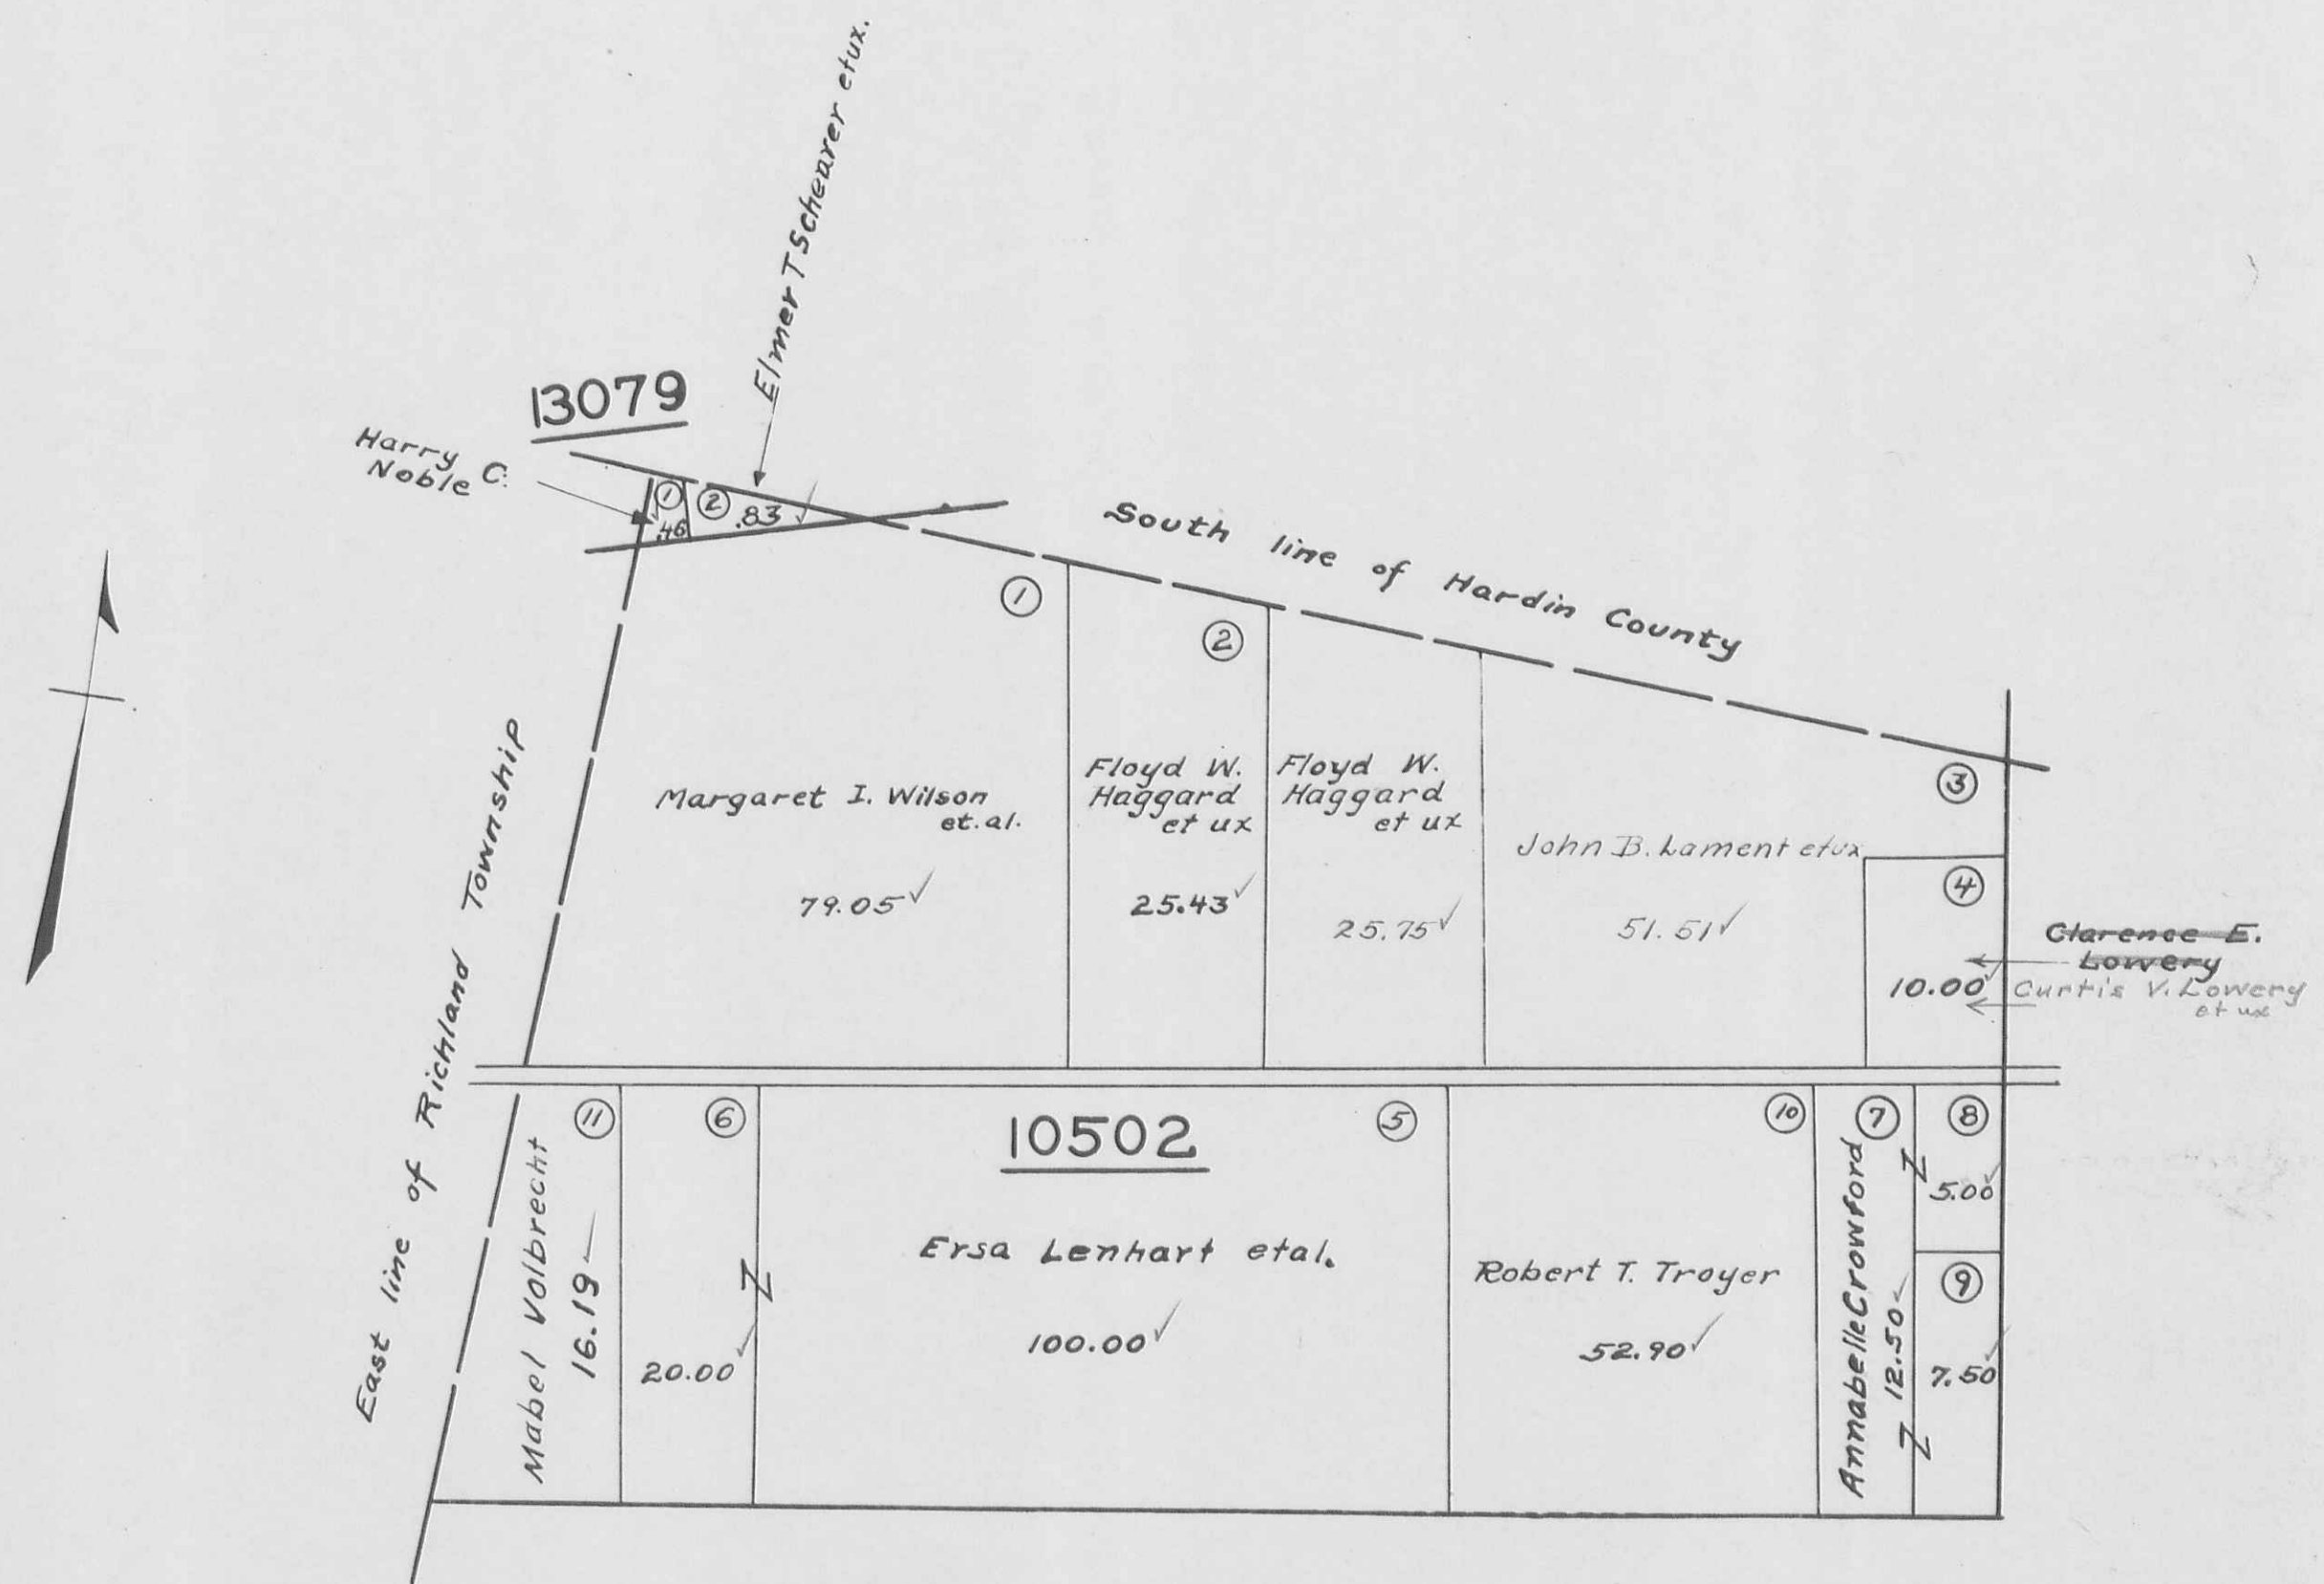 Elmer T Schearer etux.
13079
Harry C.
Noble
1
2
.83
.46
South line of Hardin County
1
2
3
Margaret I. Wilson
et.al.
79.05
Floyd W.
Haggard
et ux
25.43
Floyd W.
Haggard
et ux
25.75
John B. Lament etux
51.51
4
10.00
Clarence E.
Lowery
Curtis V. Lowery
et ux
East line of Richland Township
11
Mabel Volbrecht
16.19
6
20.00
10502
5
Ersa Lenhart etal.
100.00
10
Robert T. Troyer
52.90
7
Annabelle Crowford
12.50
8
5.00
9
7.50